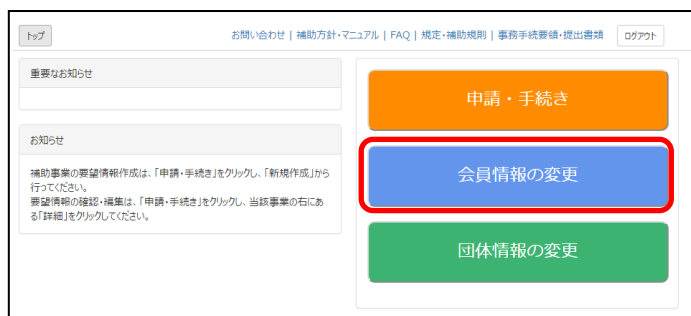 トップ
お問い合わせ | 補助方針・マニュアル | FAQ | 規定・補助規則 | 事務手続要領・提出書類
ログアウト
重要なお知らせ
お知らせ
補助事業の要望情報作成は、「申請・手続き」をクリックし、「新規作成」から
行ってください。
要望情報の確認・編集は、「申請・手続き」をクリックし、当該事業の右にあ
る「詳細」をクリックしてください。
申請・手続き
会員情報の変更
団体情報の変更